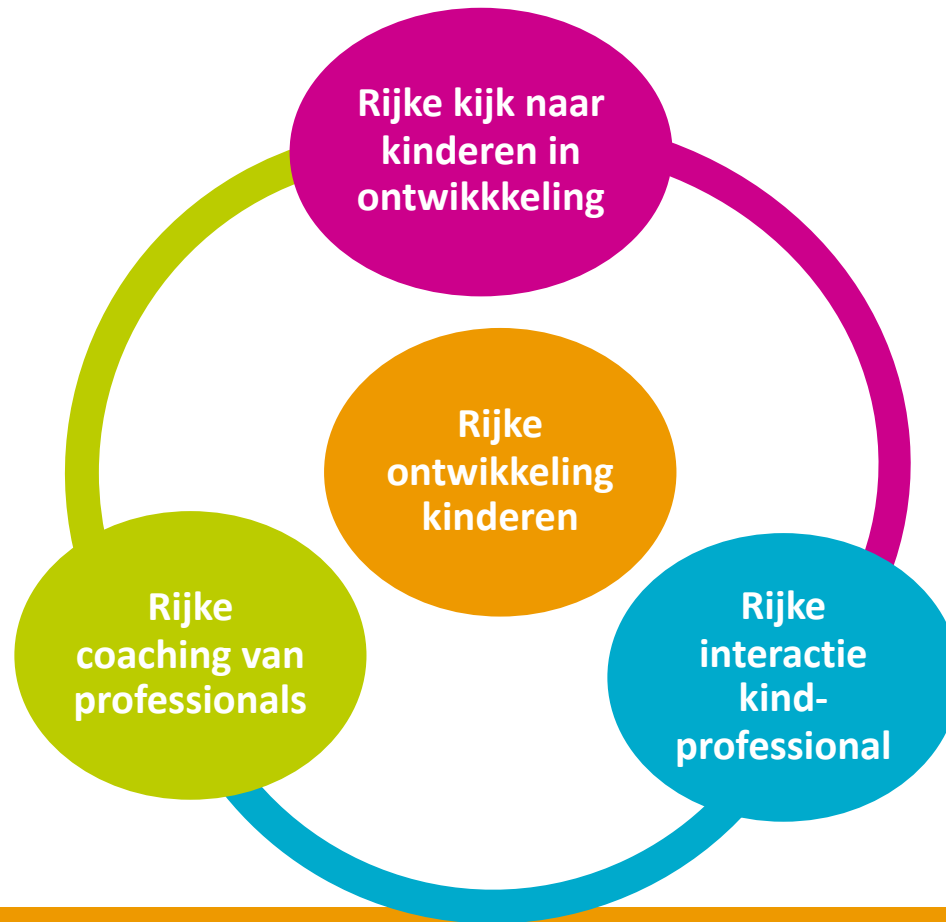 Rijke kijk naar
kinderen in
ontwikkkeling
Rijke
ontwikkeling
kinderen
Rijke
coaching van
professionals
Rijke
interactie
kind-
professional